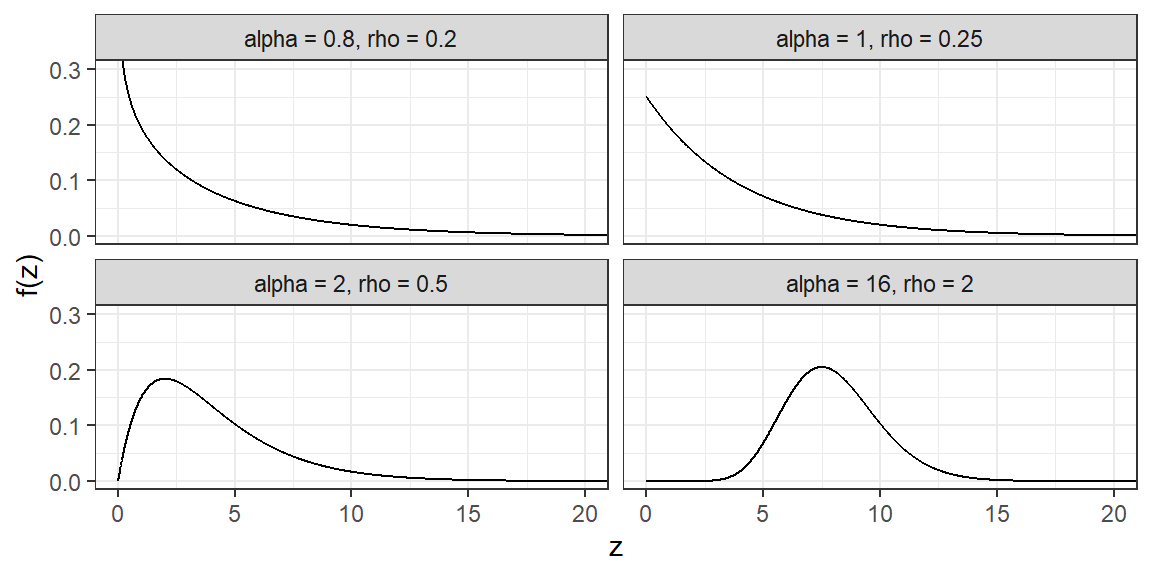 alpha = 0.8, rho = 0.2
alpha = 1, rho = 0.25
0.3
0.2
0.1
0.0
f(z)
alpha = 2, rho = 0.5
alpha = 16, rho = 2
0.3
0.2
0.1
0.0
0 5 10 15 20
0 5 10 15 20
z